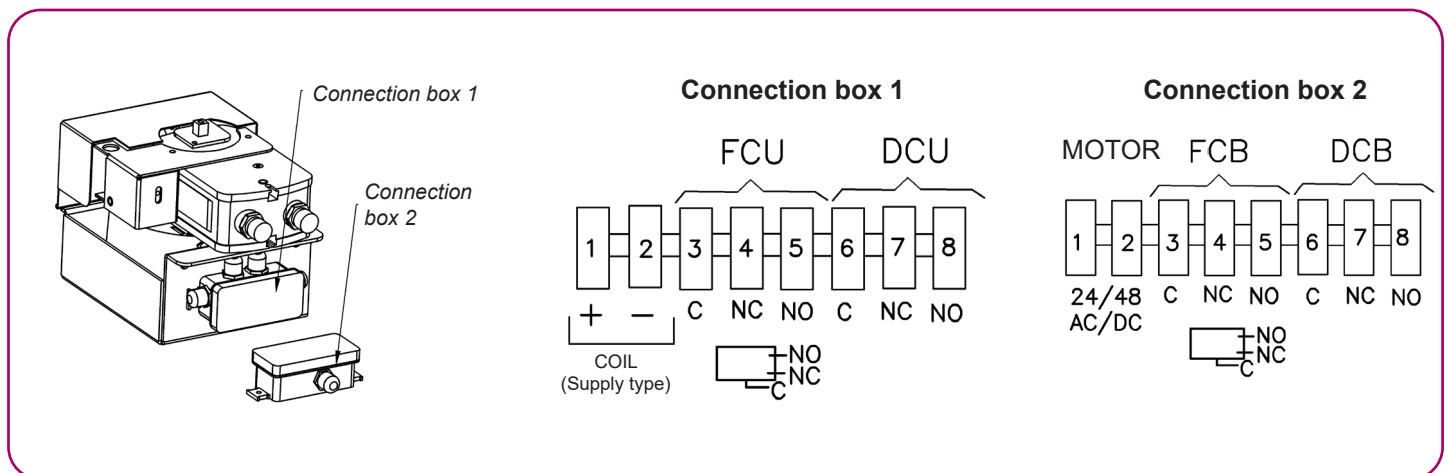 Connection box 1
Connection
box 2
Connection box 1
FCU DCU
1 2 3 4 5 6 7 8
+ − C NC NO C NC NO
COIL
(Supply type)
NO
NC
C
Connection box 2
MOTOR FCB DCB
1 2 3 4 5 6 7 8
24/48 C NC NO C NC NO
AC/DC
NO
NC
C